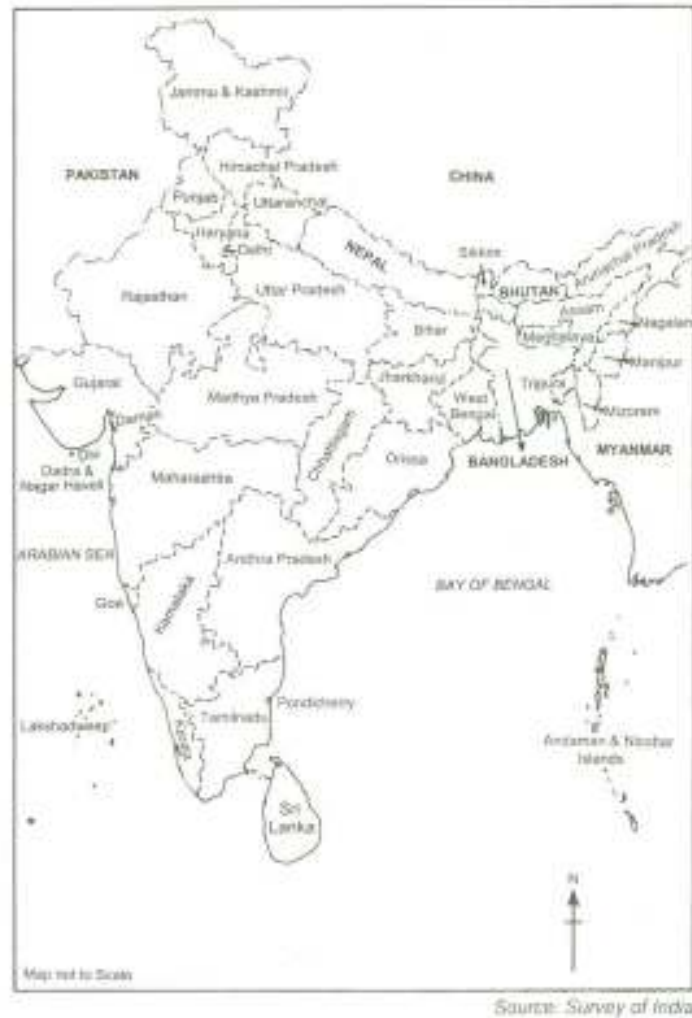 Jammu & Kashmir
Himachal Pradesh
PAKISTAN
CHINA
Punjab
Uttaranchal
Haryana
Delhi
NEPAL
Sikkim
Arunachal Pradesh
BHUTAN
Rajasthan
Uttar Pradesh
Assam
Bihar
Meghalaya
Nagaland
Manipur
Gujarat
Jharkhand
Tripura
Madhya Pradesh
West
Bengal
Mizoram
Daman
Chhattisgarh
Diu
Dadra &
Nagar Haveli
Maharashtra
Orissa
BANGLADESH
MYANMAR
ARABIAN SEA
Andhra Pradesh
Karnataka
BAY OF BENGAL
Goa
Pondicherry
Lakshadweep
Kerala
Tamilnadu
Andaman & Nicobar
Islands
Sri
Lanka
N
Map not to Scale
Source: Survey of India